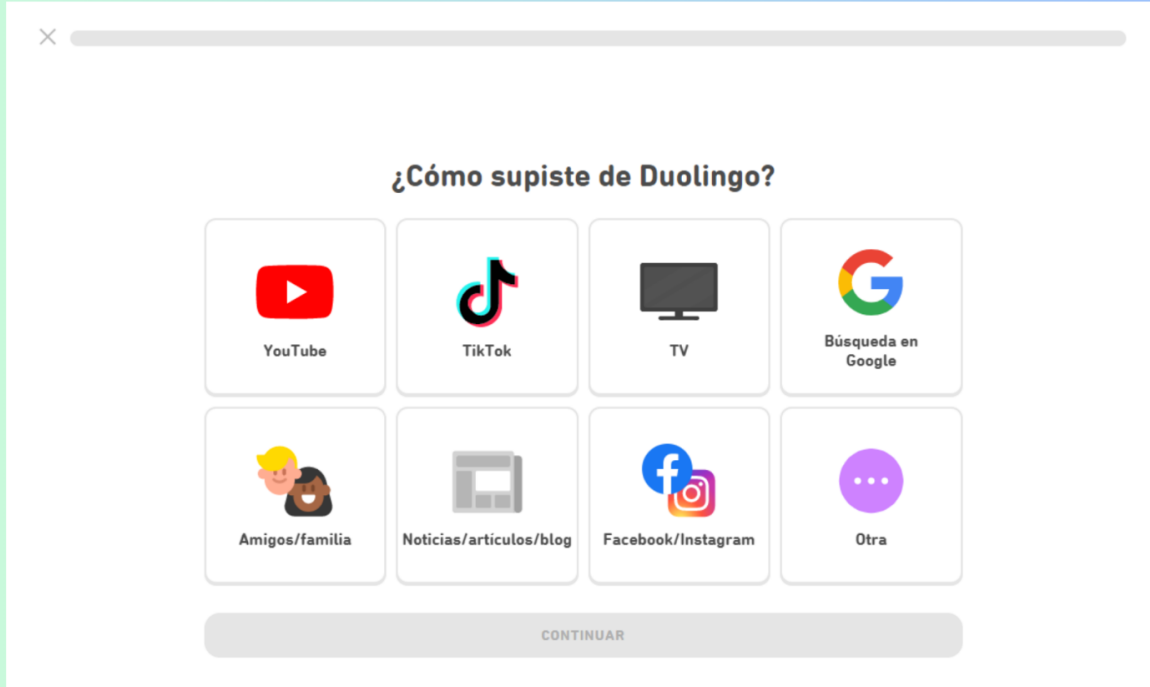 ¿Cómo supiste de Duolingo?
YouTube
TikTok
TV
Búsqueda en
Google
Amigos/familia
Noticias/artículos/blog
Facebook/Instagram
Otra
CONTINUAR